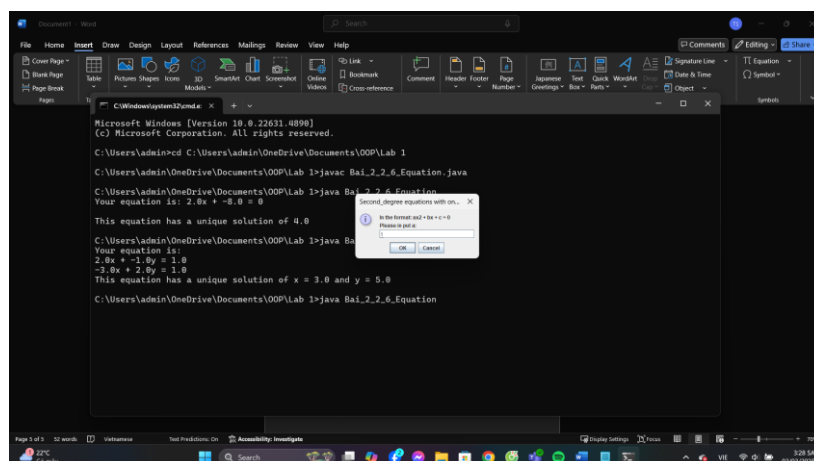 Document1 - Word
Search
File Home Insert Draw Design Layout References Mailings Review View Help
Comments Editing Share
Cover Page
Blank Page
Page Break
Pages
Table
Pictures Shapes Icons 3D Models SmartArt Chart Screenshot
Online Videos
Link
Bookmark
Cross-reference
Comment
Header Footer Page Number
Japanese Greetings Text Box Quick Parts WordArt Drop Cap
Signature Line
Date & Time
Object
Equation
Symbol
Symbols
C:\Windows\system32\cmd.e:
Microsoft Windows [Version 10.0.22631.4890]
(c) Microsoft Corporation. All rights reserved.
C:\Users\admin>cd C:\Users\admin\OneDrive\Documents\OOP\Lab 1
C:\Users\admin\OneDrive\Documents\OOP\Lab 1>javac Bai_2_2_6_Equation.java
C:\Users\admin\OneDrive\Documents\OOP\Lab 1>java Bai_2_2_6_Equation
Your equation is: 2.0x + -8.0 = 0
This equation has a unique solution of 4.0
C:\Users\admin\OneDrive\Documents\OOP\Lab 1>java Ba
Your equation is:
2.0x + -1.0y = 1.0
-3.0x + 2.0y = 1.0
This equation has a unique solution of x = 3.0 and y = 5.0
C:\Users\admin\OneDrive\Documents\OOP\Lab 1>java Bai_2_2_6_Equation
Second_degree equations with on...
In the format: ax2 + bx + c = 0
Please in put a:
OK Cancel
Page 5 of 5 52 words Vietnamese Text Predictions: On Accessibility: Investigate
Display Settings Focus
22°C
Search
VIE
3:28 SA